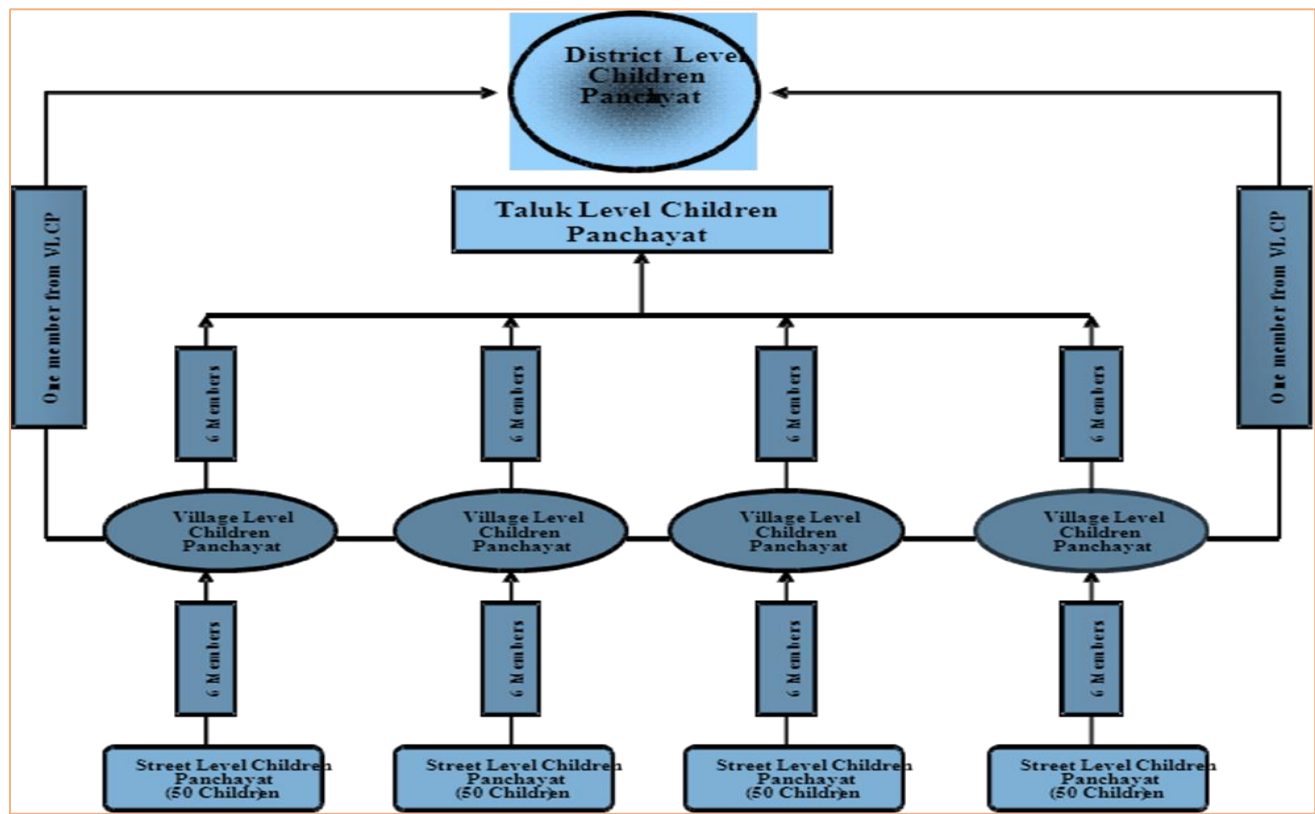 District Level
Children
Panchayat
Taluk Level Children
Panchayat
One member from VLCP
One member from VLCP
6 Members
6 Members
6 Members
6 Members
Village Level
Children
Panchayat
Village Level
Children
Panchayat
Village Level
Children
Panchayat
Village Level
Children
Panchayat
6 Members
6 Members
6 Members
6 Members
Street Level Children
Panchayat
(50 Children)
Street Level Children
Panchayat
(50 Children)
Street Level Children
Panchayat
(50 Children)
Street Level Children
Panchayat
(50 Children)